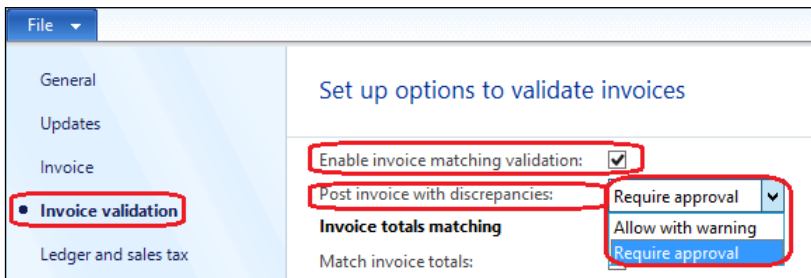 File
General
Updates
Invoice
Invoice validation
Ledger and sales tax
Set up options to validate invoices
Enable invoice matching validation:
Post invoice with discrepancies: Require approval
Allow with warning
Invoice totals matching
Require approval
Match invoice totals: